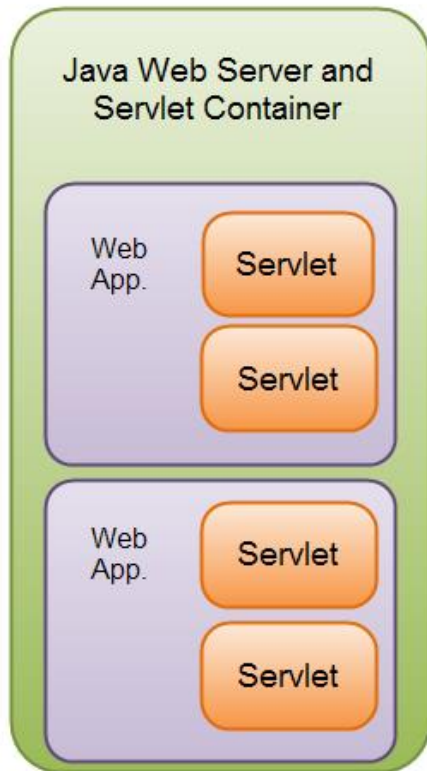 Java Web Server and
Servlet Container
Web
App.
Servlet
Servlet
Web
App.
Servlet
Servlet